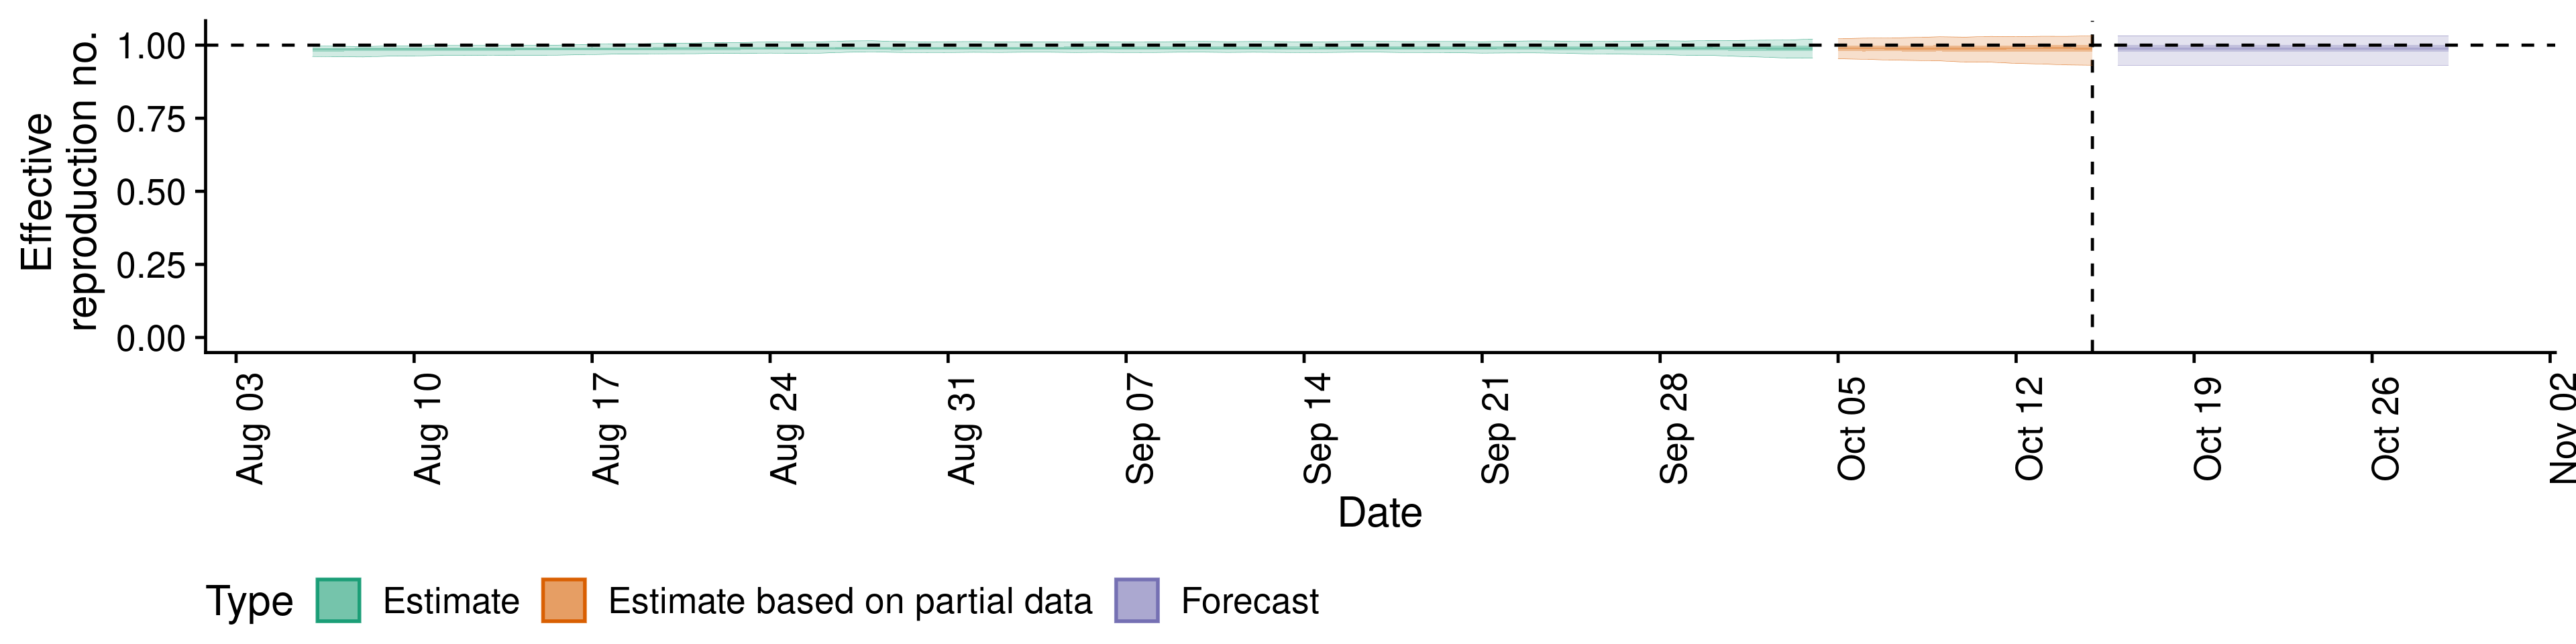 Effective
reproduction no.
1.00
0.75
0.50
0.25
0.00
Aug 03
Aug 10
Aug 17
Aug 24
Aug 31
Sep 07
Sep 14
Sep 21
Sep 28
Oct 05
Oct 12
Oct 19
Oct 26
Nov 02
Date
Type Estimate Estimate based on partial data Forecast